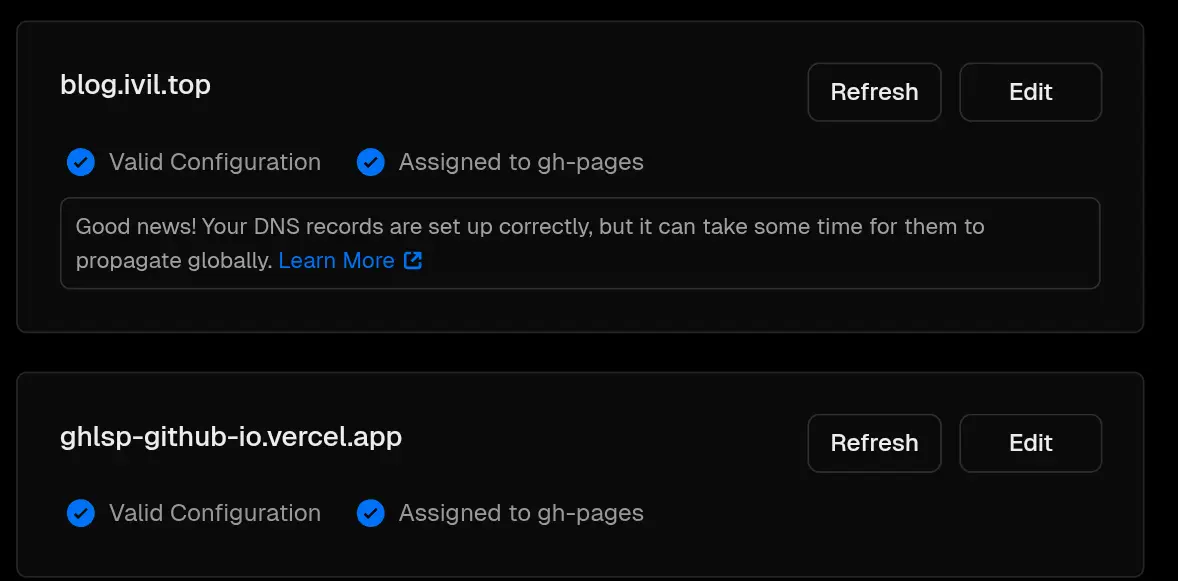 blog.ivil.top
Refresh
Edit
Valid Configuration
Assigned to gh-pages
Good news! Your DNS records are set up correctly, but it can take some time for them to
propagate globally. Learn More
ghlsp-github-io.vercel.app
Refresh
Edit
Valid Configuration
Assigned to gh-pages